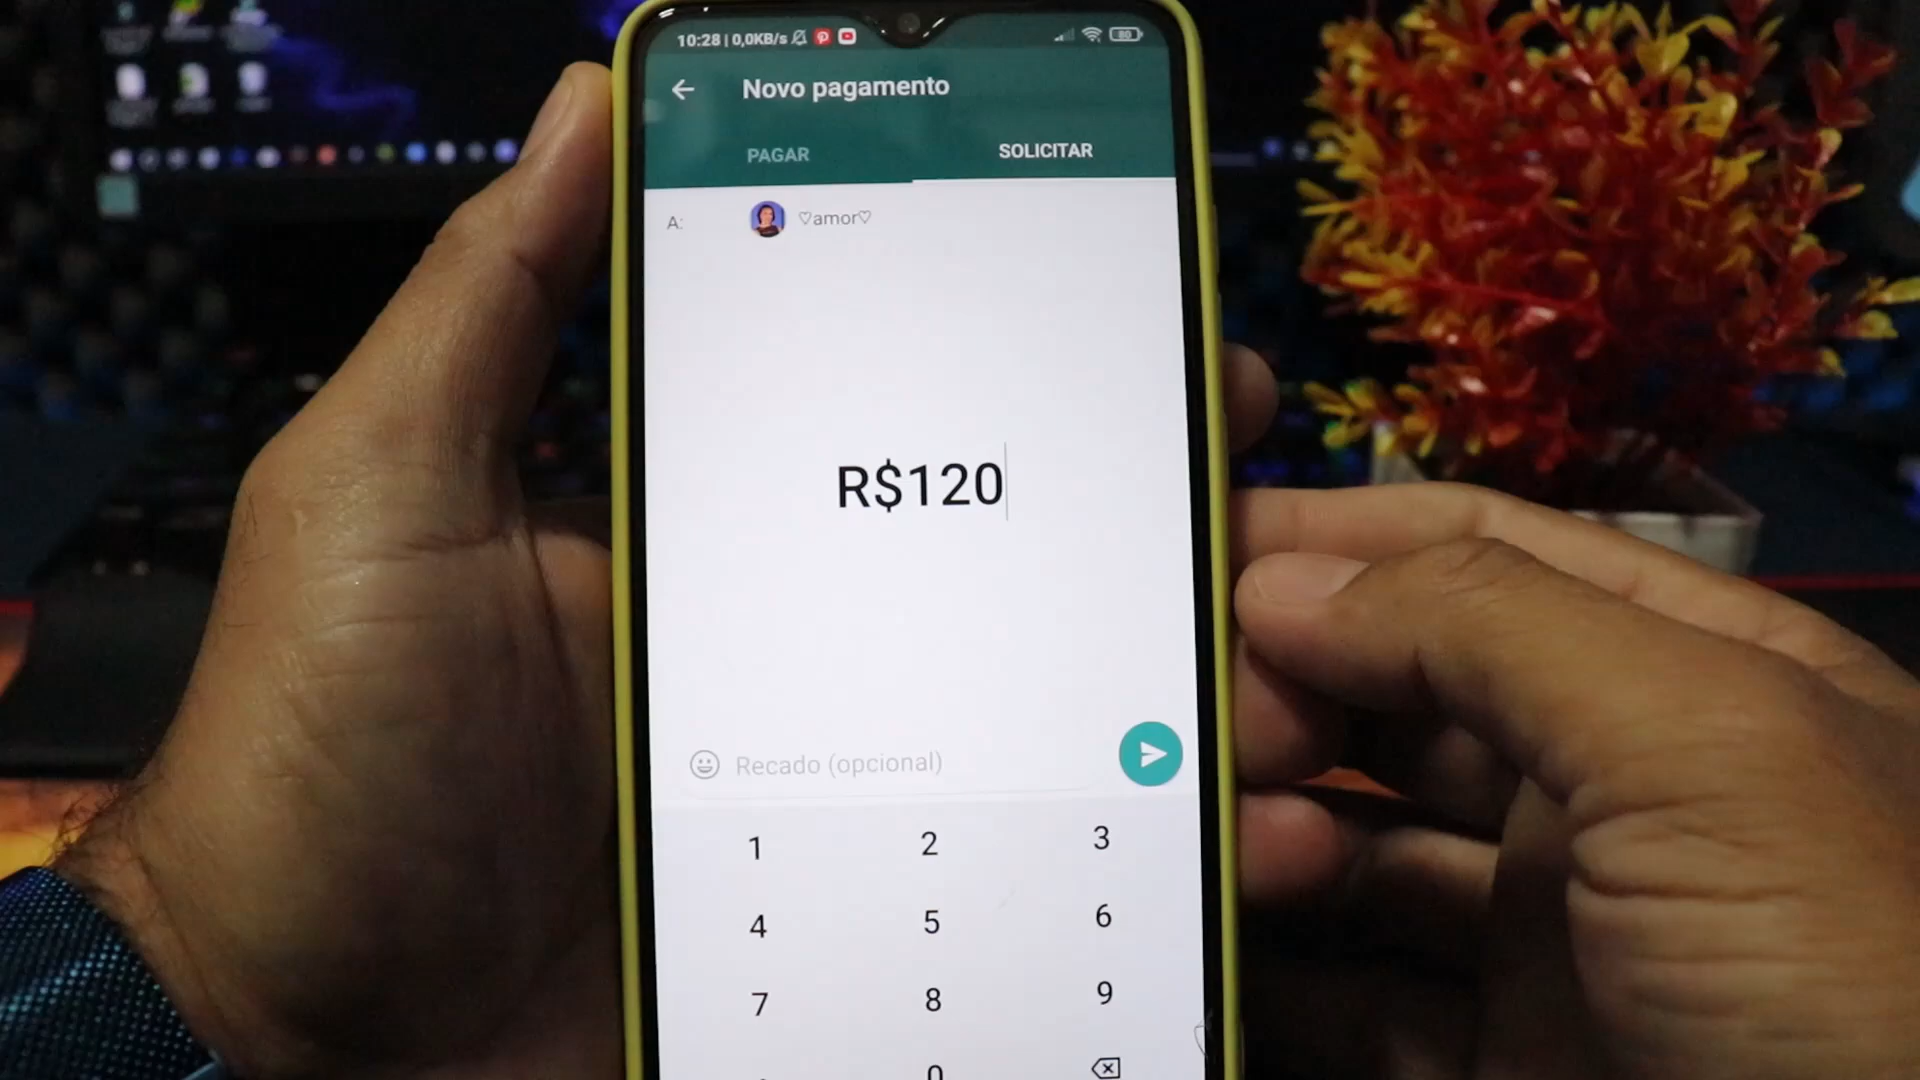 10:28 | 0,0KB/s 80
Novo pagamento
PAGAR SOLICITAR
A: ♡amor♡
R$120
Recado (opcional)
1 2 3
4 5 6
7 8 9
0